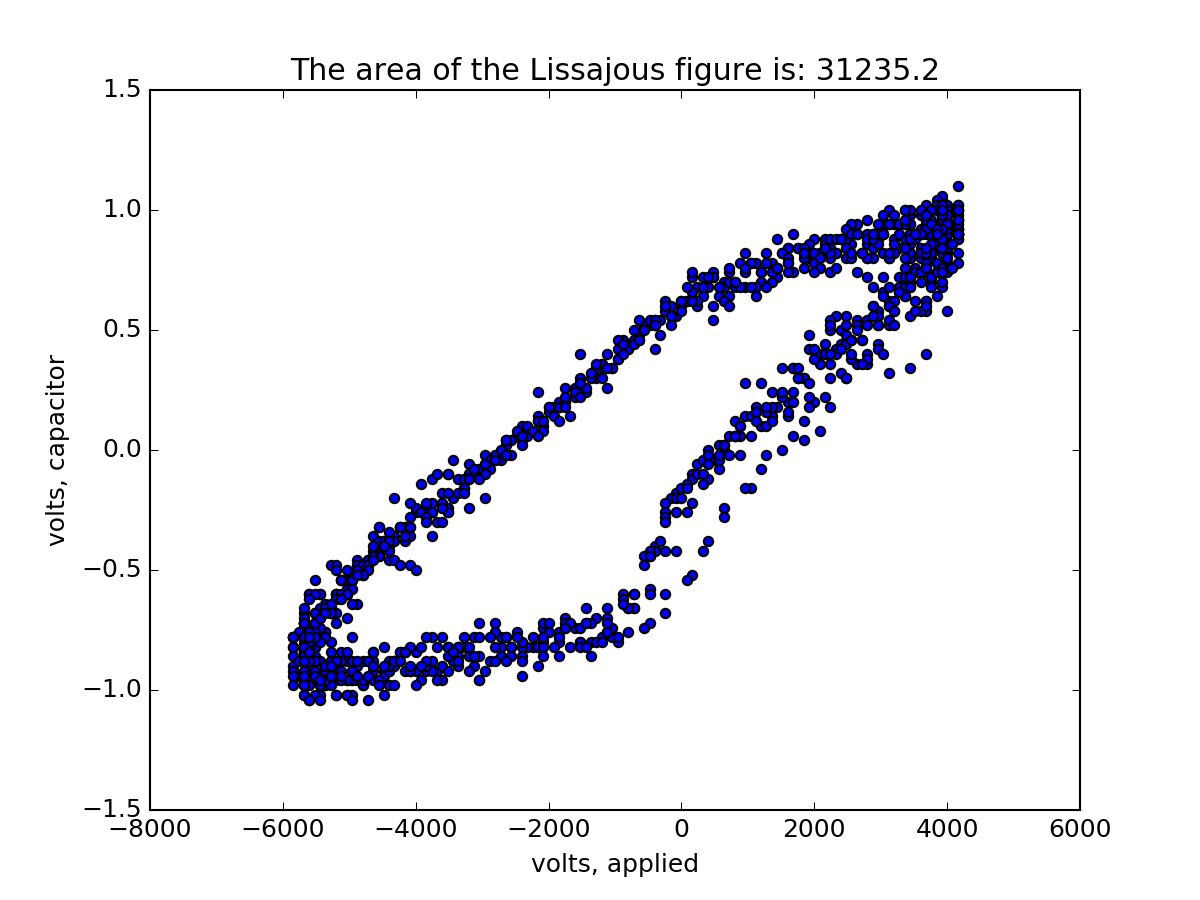 The area of the Lissajous figure is: 31235.2
1.5
1.0
0.5
0.0
−0.5
−1.0
−1.5
volts, capacitor
−8000 −6000 −4000 −2000 0 2000 4000 6000
volts, applied